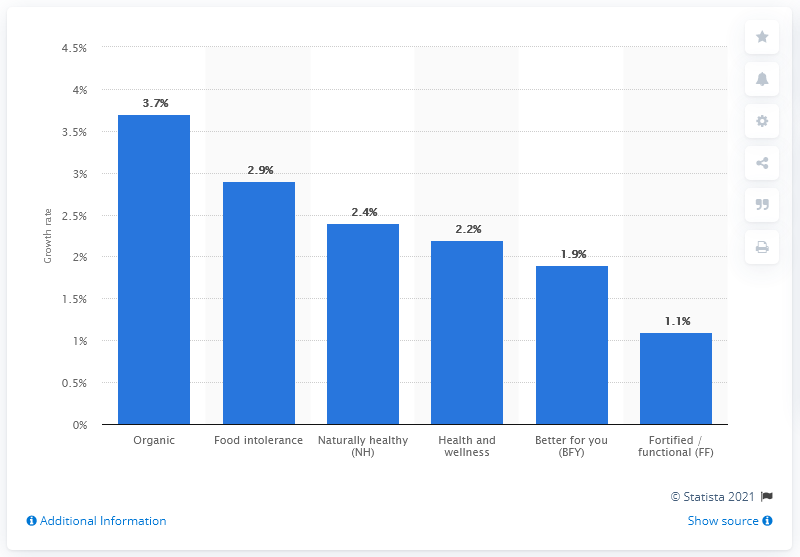 4.5%
4%
3.5%
3%
2.5%
2%
1.5%
1%
0.5%
0%
Growth rate
3.7%
2.9%
2.4%
2.2%
1.9%
1.1%
Organic
Food intolerance
Naturally healthy
(NH)
Health and
wellness
Better for you
(BFY)
Fortified /
functional (FF)
© Statista 2021
Additional Information
Show source